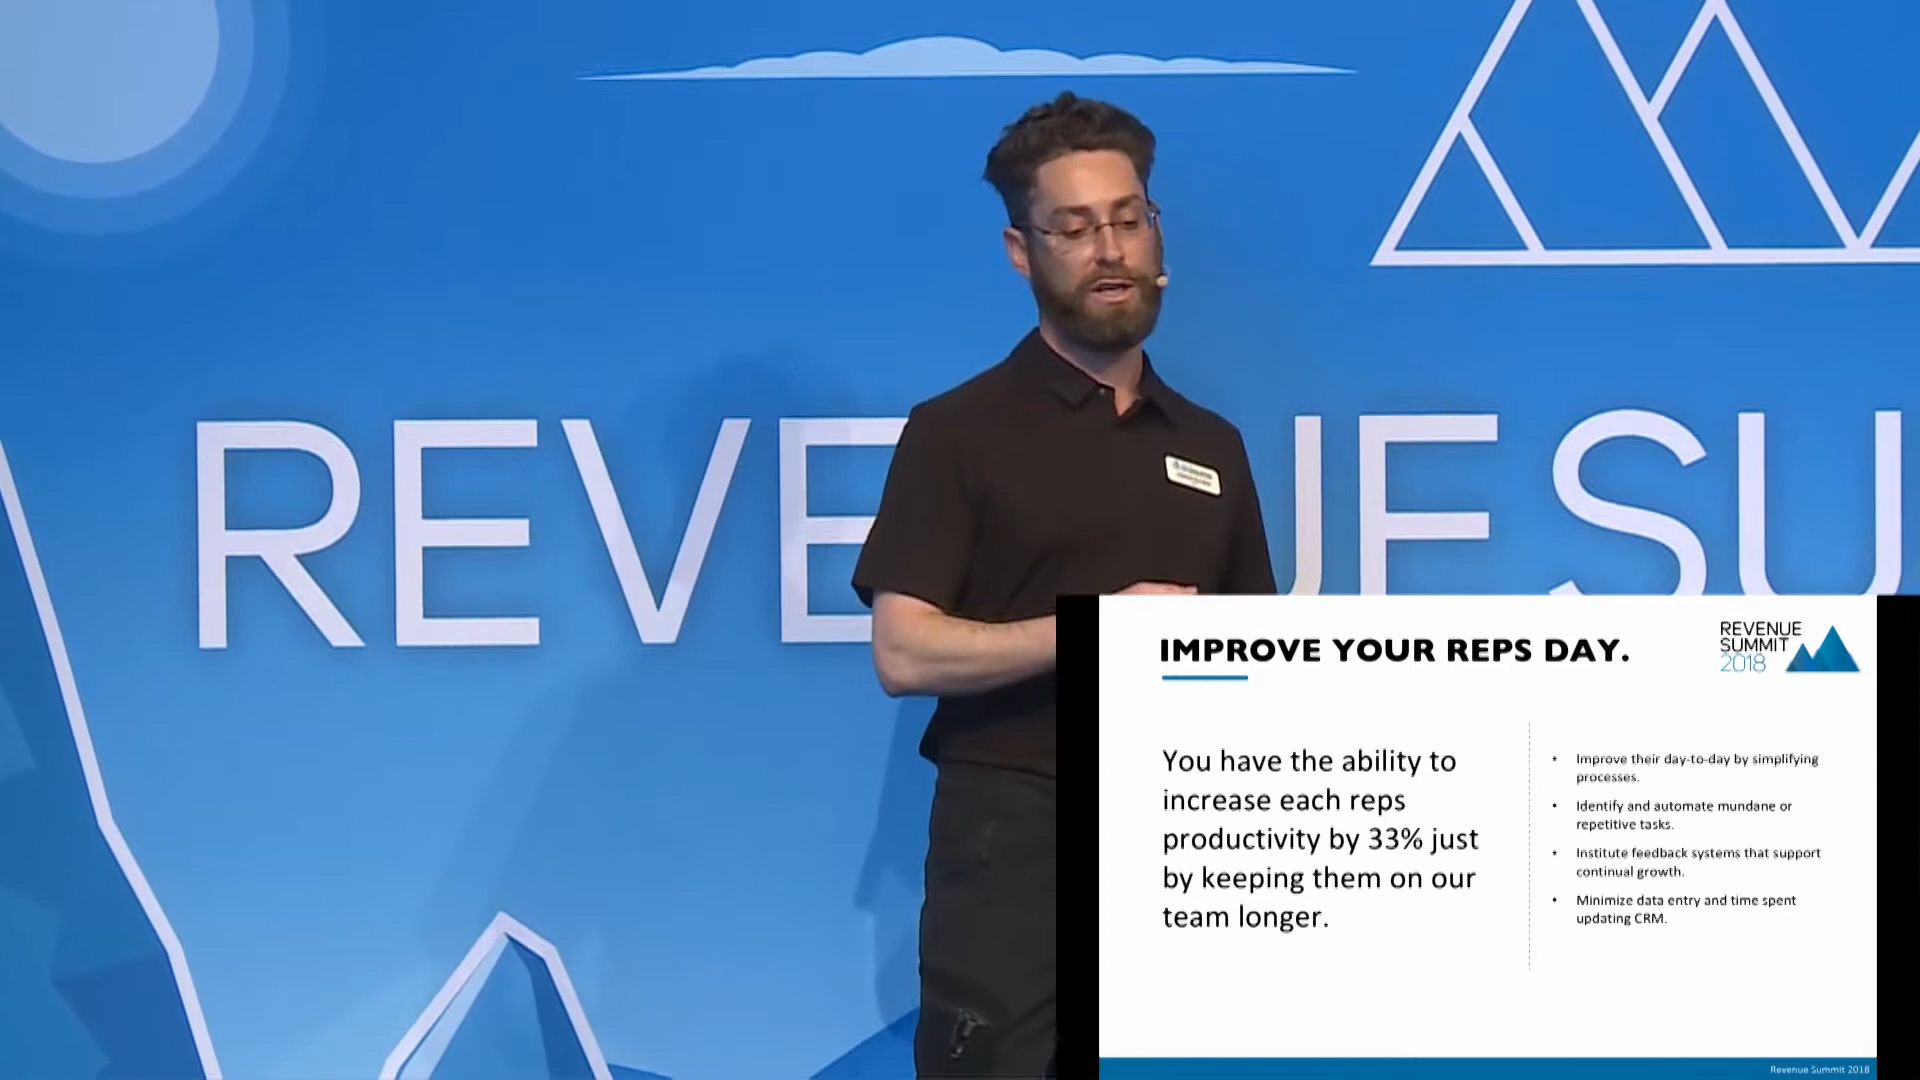 REVE UE SU
IMPROVE YOUR REPS DAY.
REVENUE
SUMMIT
2018
You have the ability to
increase each reps
productivity by 33% just
by keeping them on our
team longer.
• Improve their day-to-day by simplifying
processes.
• Identify and automate mundane or
repetitive tasks.
• Institute feedback systems that support
continual growth.
• Minimize data entry and time spent
updating CRM.
Revenue Summit 2018